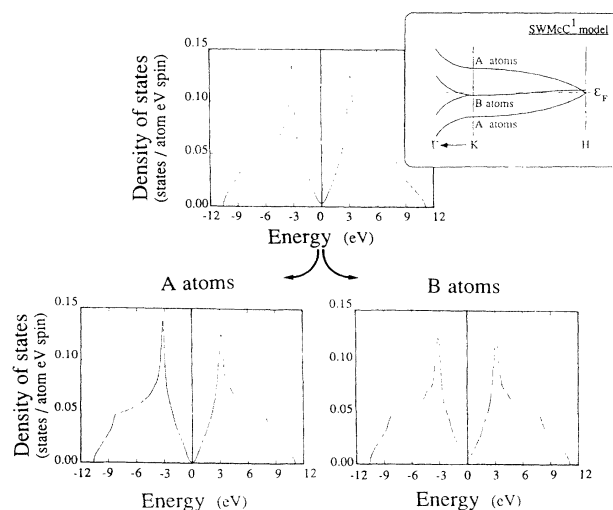 SWMcC¹ model
A atoms
B atoms
A atoms
εF
Γ
K
H
Density of states
(states / atom eV spin)
0.15
0.10
0.05
0.00
-12 -9 -6 -3 0 3 6 9 12
Energy (eV)
A atoms
B atoms
Density of states
(states / atom eV spin)
0.15
0.10
0.05
0.00
-12 -9 -6 -3 0 3 6 9 12
Energy (eV)
0.15
0.10
0.05
0.00
-12 -9 -6 -3 0 3 6 9 12
Energy (eV)